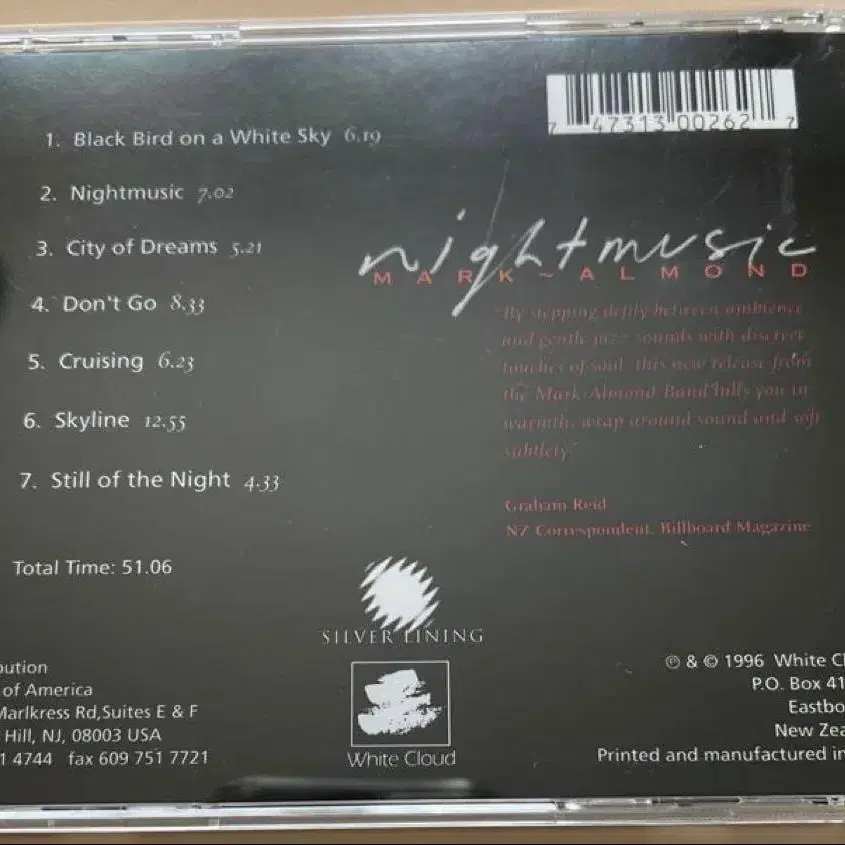 1. Black Bird on a White Sky 6.19
2. Nightmusic 7.02
3. City of Dreams 5.21
4. Don't Go 8.33
5. Cruising 6.23
6. Skyline 12.55
7. Still of the Night 4.33
Total Time: 51.06
7 47313 00262 7
nightmusic
MARK~ALMOND
"By stepping deftly between ambience
and gentle jazz sounds with discreet
touches of soul, this new release from
the Mark-Almond Band lulls you in
warmth, wrap around sound and soft
subtlety"
Graham Reid
NZ Correspondent, Billboard Magazine
SILVER LINING
White Cloud
bution
of America
Marlkress Rd,Suites E & F
Hill, NJ, 08003 USA
1 4744 fax 609 751 7721
℗ & © 1996 White Cl
P.O. Box 41
Eastbo
New Zea
Printed and manufactured in